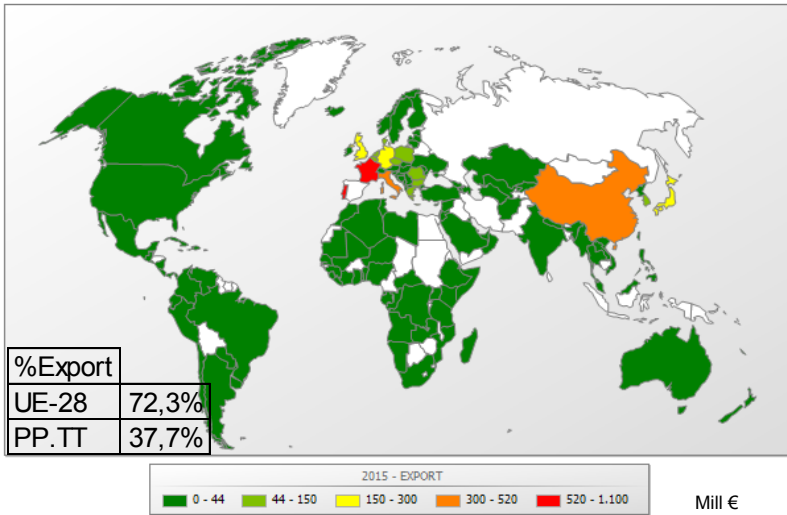 %Export
UE-28 72,3%
PP.TT 37,7%
2015 - EXPORT
0 - 44 44 - 150 150 - 300 300 - 520 520 - 1.100
Mill €